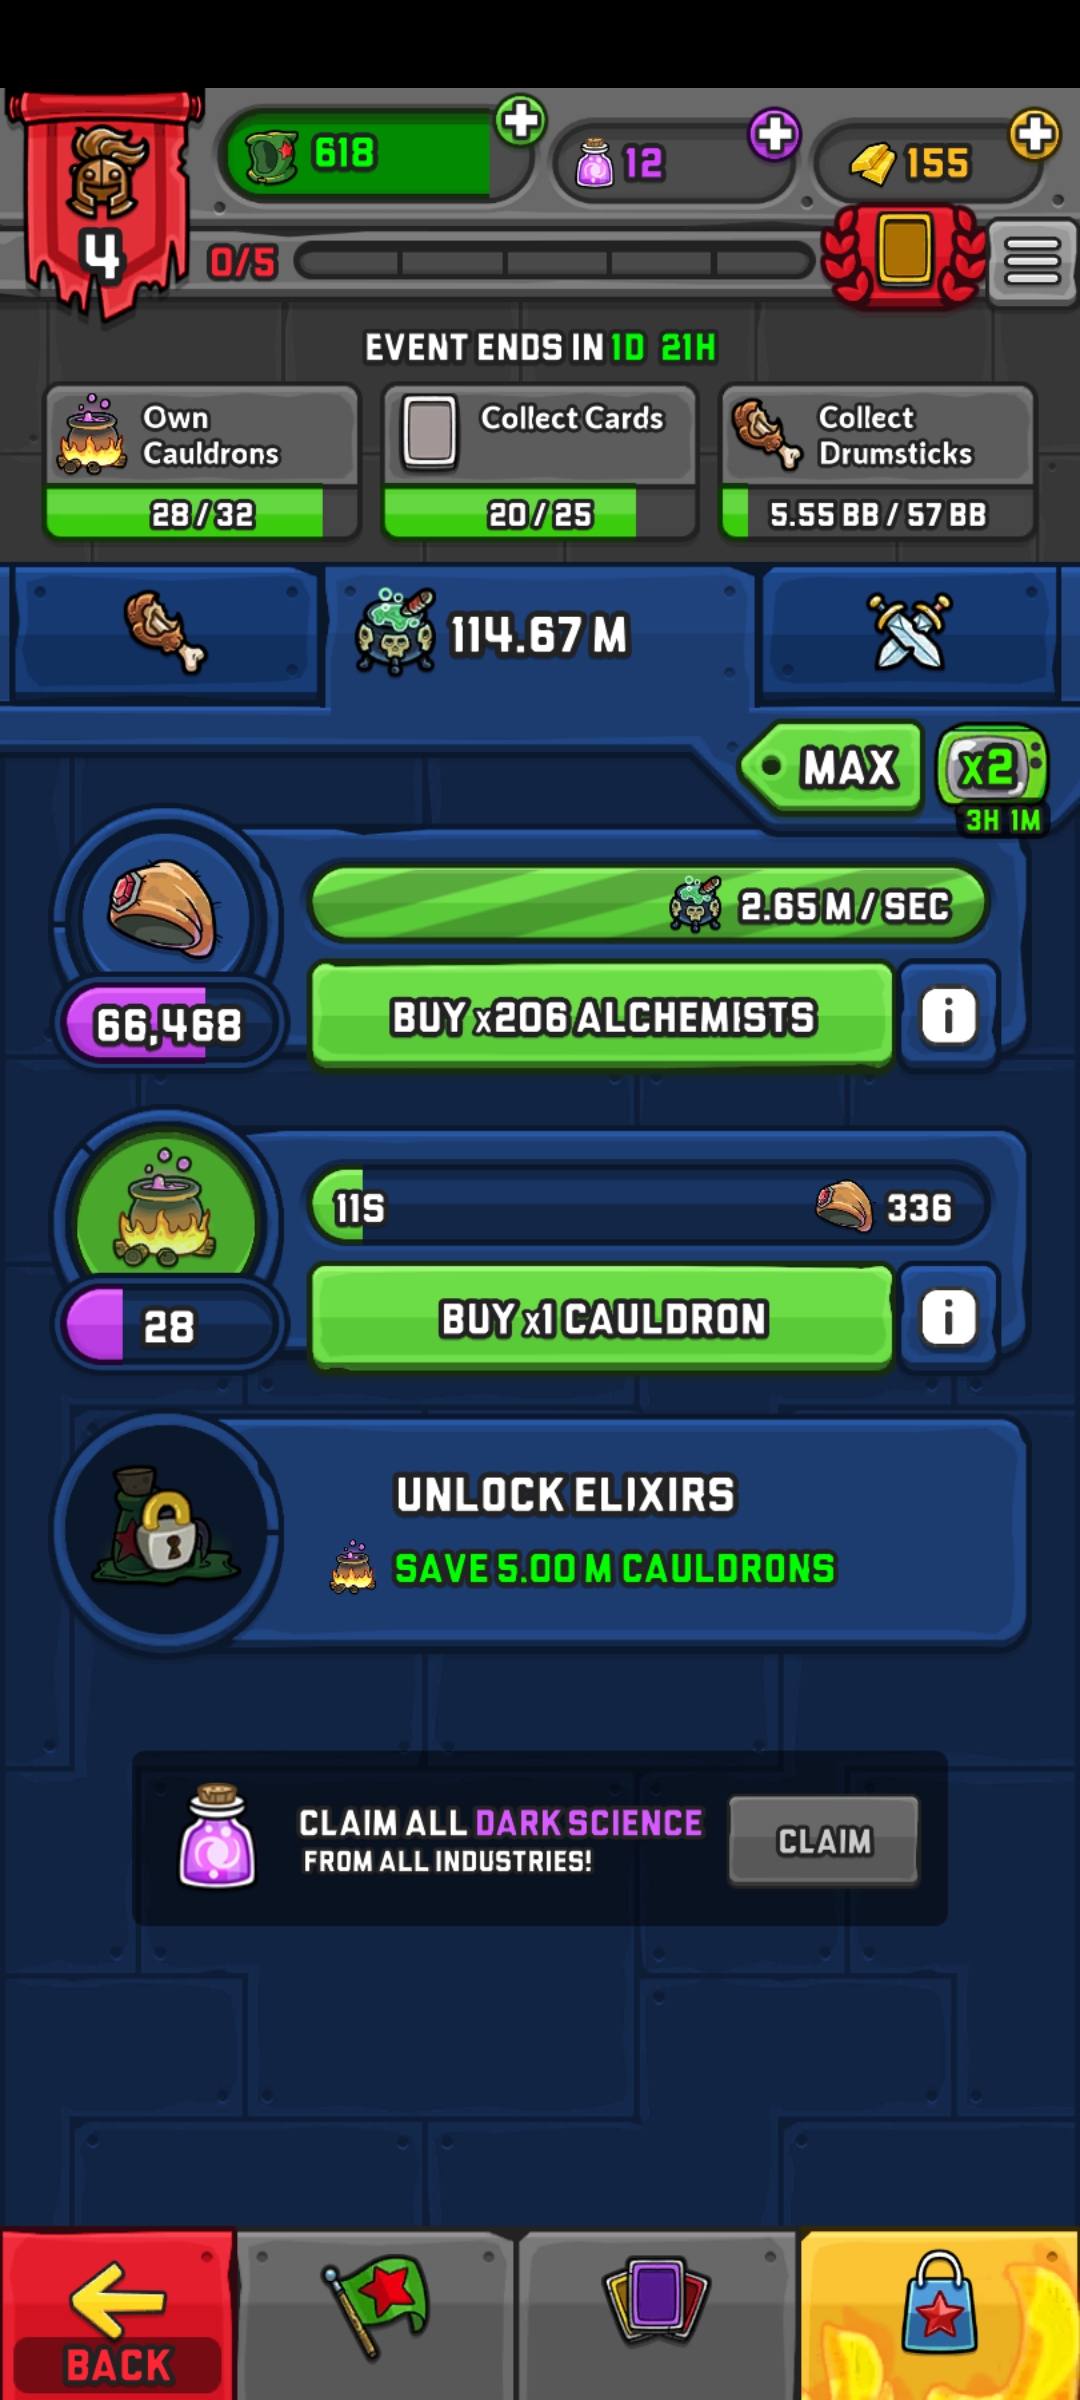 618
12
155
4
0/5
EVENT ENDS IN 1D 21H
Own
Cauldrons
28 / 32
Collect Cards
20 / 25
Collect
Drumsticks
5.55 BB / 57 BB
114.67 M
MAX
x2
3H 1M
2.65 M / SEC
66,468
BUY x206 ALCHEMISTS
i
11S
336
28
BUY x1 CAULDRON
i
UNLOCK ELIXIRS
SAVE 5.00 M CAULDRONS
CLAIM ALL DARK SCIENCE
FROM ALL INDUSTRIES!
CLAIM
BACK